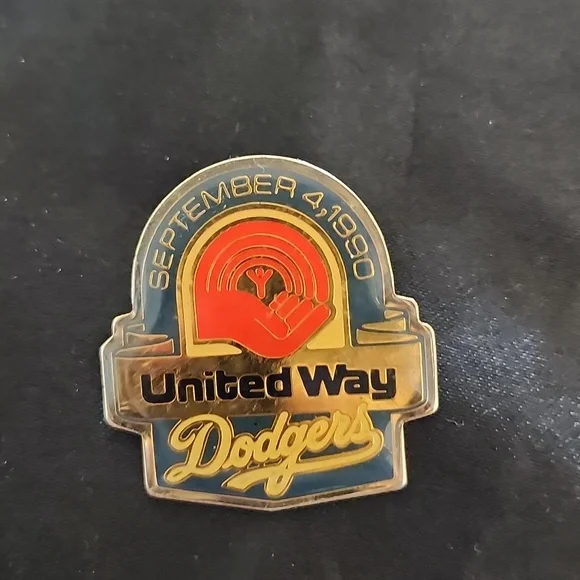 SEPTEMBER 4,1990
United Way
Dodgers